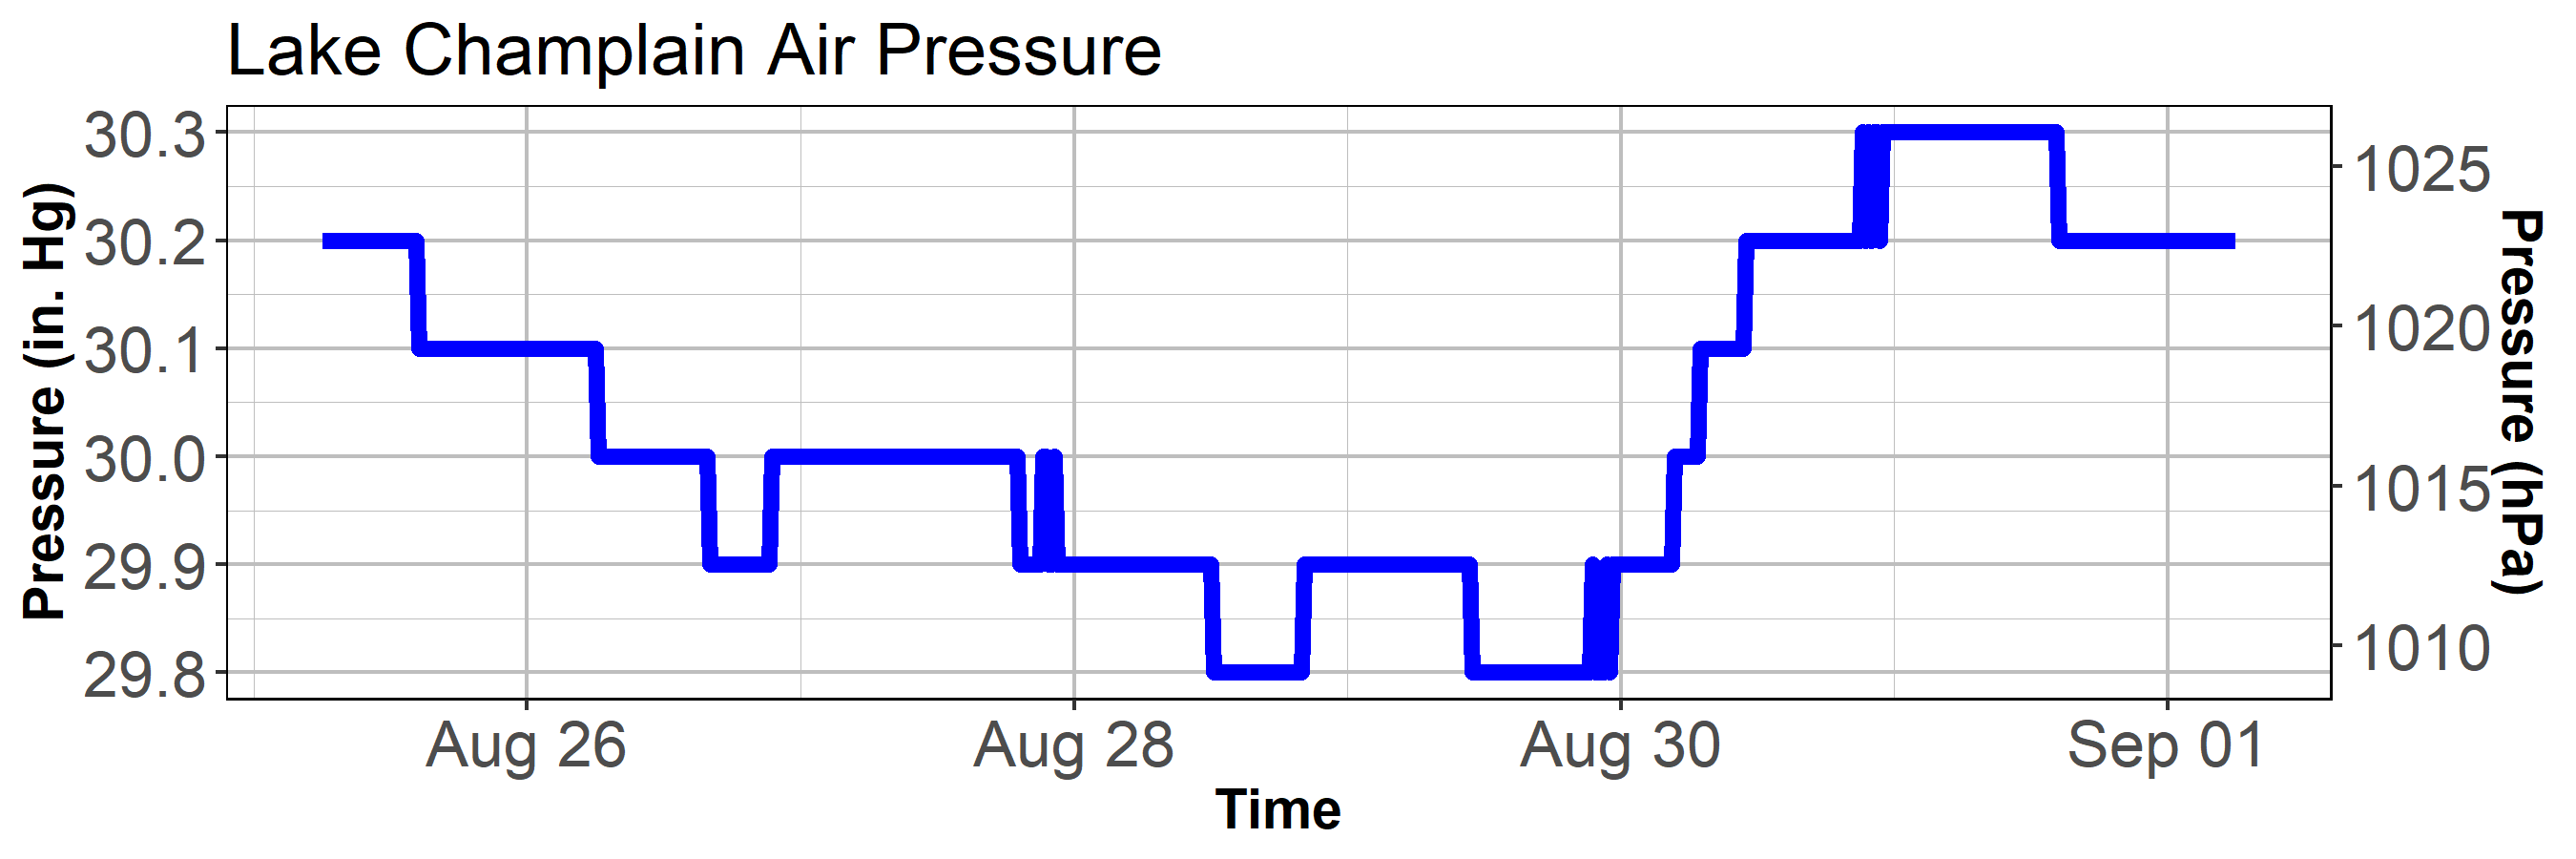 Lake Champlain Air Pressure
Pressure (in. Hg)
30.3
30.2
30.1
30.0
29.9
29.8
1025
1020
1015
1010
Pressure (hPa)
Aug 26 Aug 28 Aug 30 Sep 01
Time